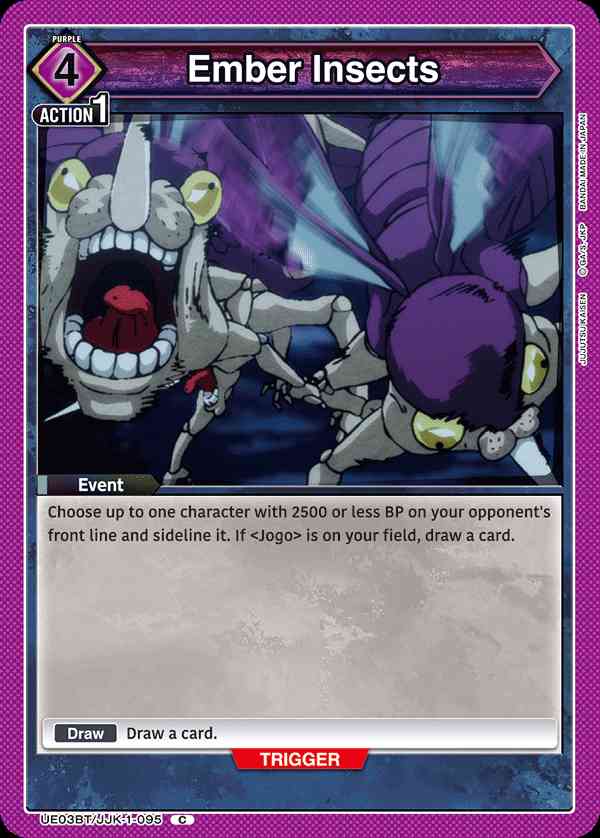 PURPLE
4
Ember Insects
ACTION 1
JUJUTSU KAISEN © GA/S,JKP BANDAI MADE IN JAPAN
Event
Choose up to one character with 2500 or less BP on your opponent's
front line and sideline it. If <Jogo> is on your field, draw a card.
Draw Draw a card.
TRIGGER
UE03BT/JJK-1-095 C